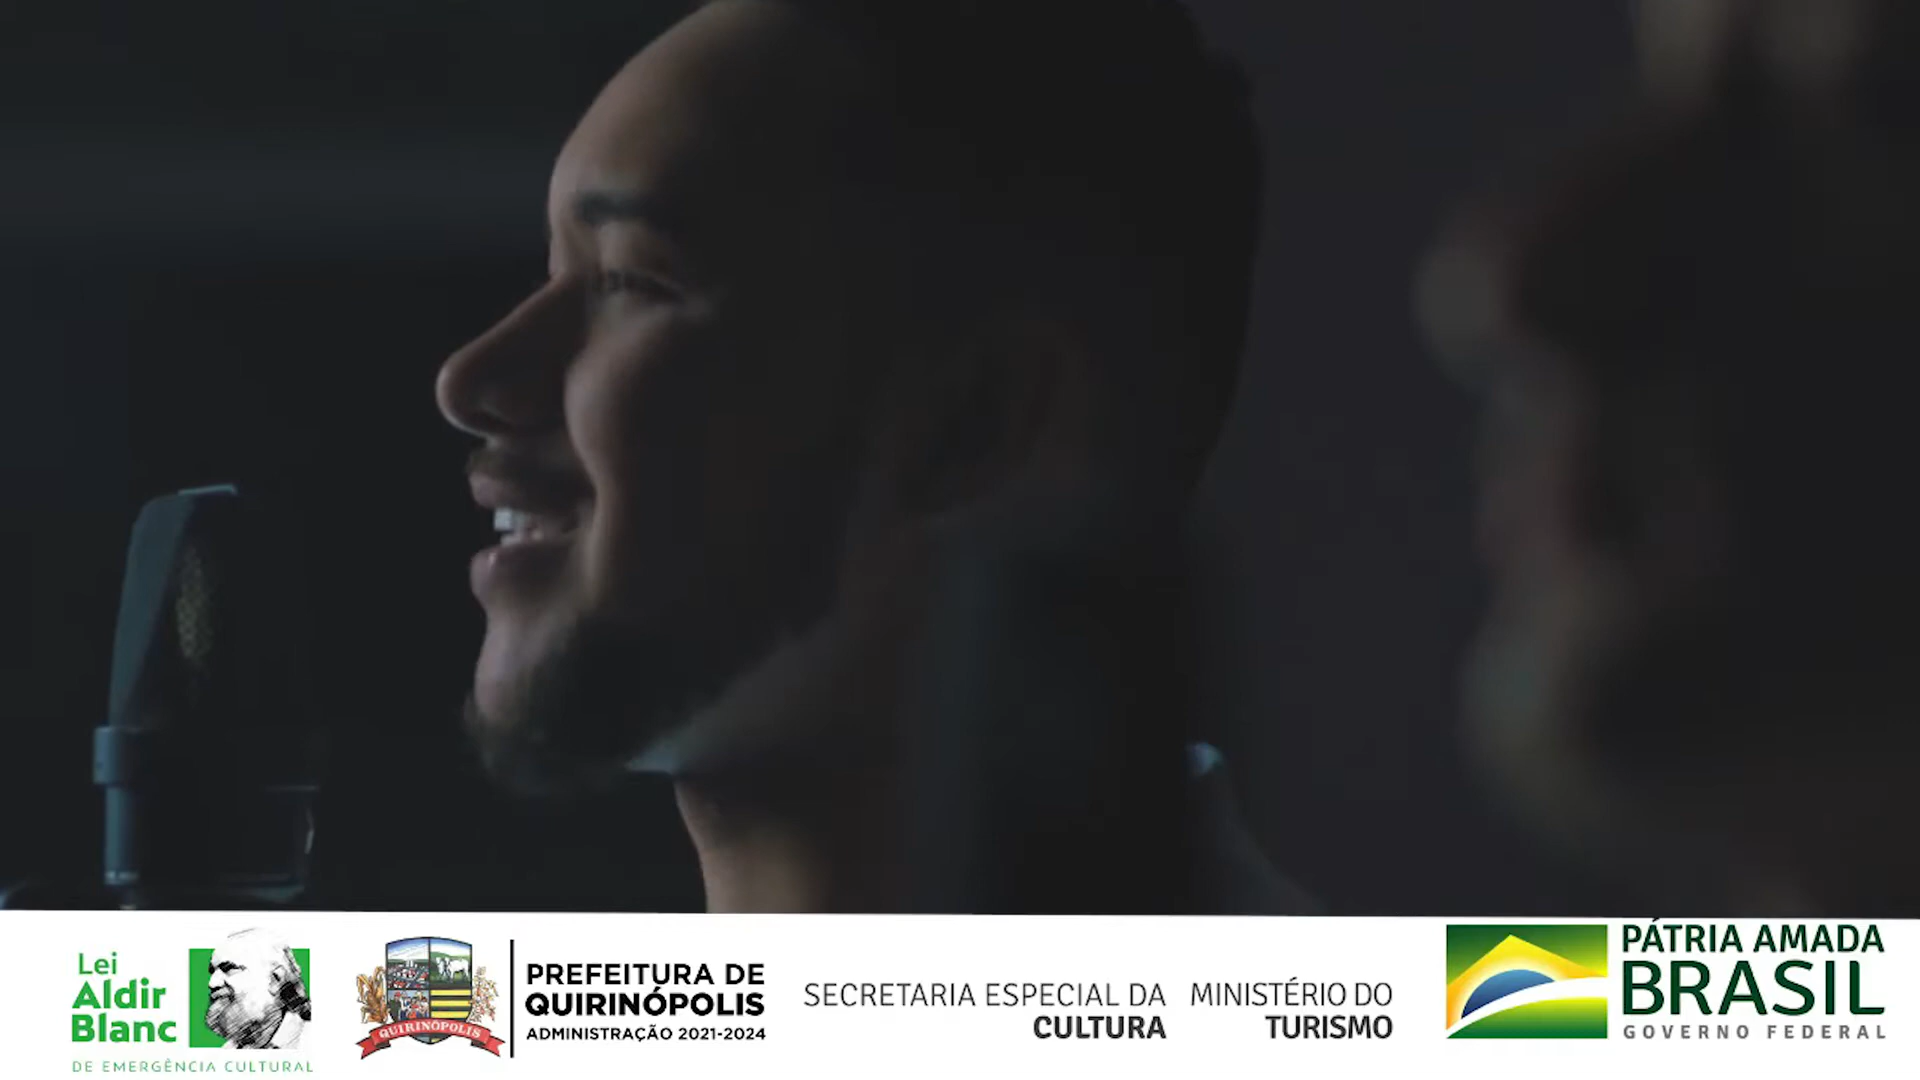 Lei
Aldir
Blanc
DE EMERGÊNCIA CULTURAL
QUIRINÓPOLIS
PREFEITURA DE
QUIRINÓPOLIS
ADMINISTRAÇÃO 2021-2024
SECRETARIA ESPECIAL DA
CULTURA
MINISTÉRIO DO
TURISMO
PÁTRIA AMADA
BRASIL
GOVERNO FEDERAL